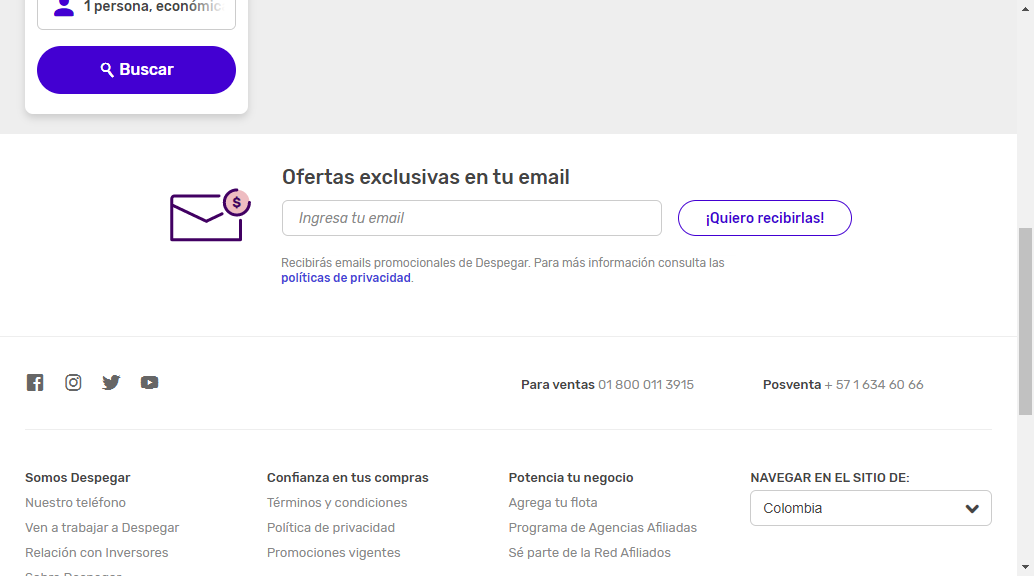 1 persona, económic
Buscar
Ofertas exclusivas en tu email
$
Ingresa tu email
¡Quiero recibirlas!
Recibirás emails promocionales de Despegar. Para más información consulta las
políticas de privacidad.
Para ventas 01 800 011 3915
Posventa + 57 1 634 60 66
Somos Despegar
Nuestro teléfono
Ven a trabajar a Despegar
Relación con Inversores
Sobre Despegar
Confianza en tus compras
Términos y condiciones
Política de privacidad
Promociones vigentes
Potencia tu negocio
Agrega tu flota
Programa de Agencias Afiliadas
Sé parte de la Red Afiliados
NAVEGAR EN EL SITIO DE:
Colombia